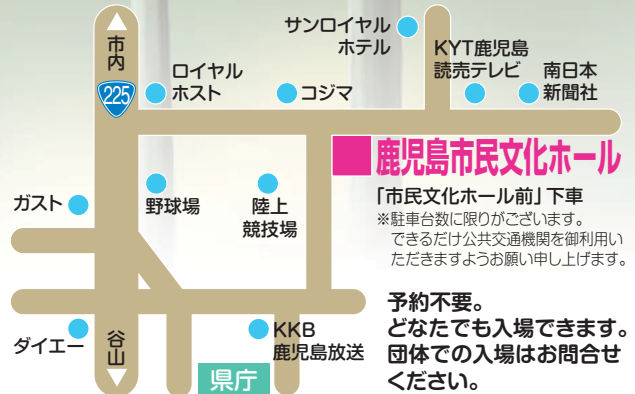 市内
225
ロイヤル
ホスト
コジマ
サンロイヤル
ホテル
KYT鹿児島
読売テレビ
南日本
新聞社
鹿児島市民文化ホール
「市民文化ホール前」下車
※駐車台数に限りがございます。
できるだけ公共交通機関を御利用い
ただきますようお願い申し上げます。
ガスト
野球場
陸上
競技場
ダイエー
谷山
KKB
鹿児島放送
県庁
予約不要。
どなたでも入場できます。
団体での入場はお問合せ
ください。